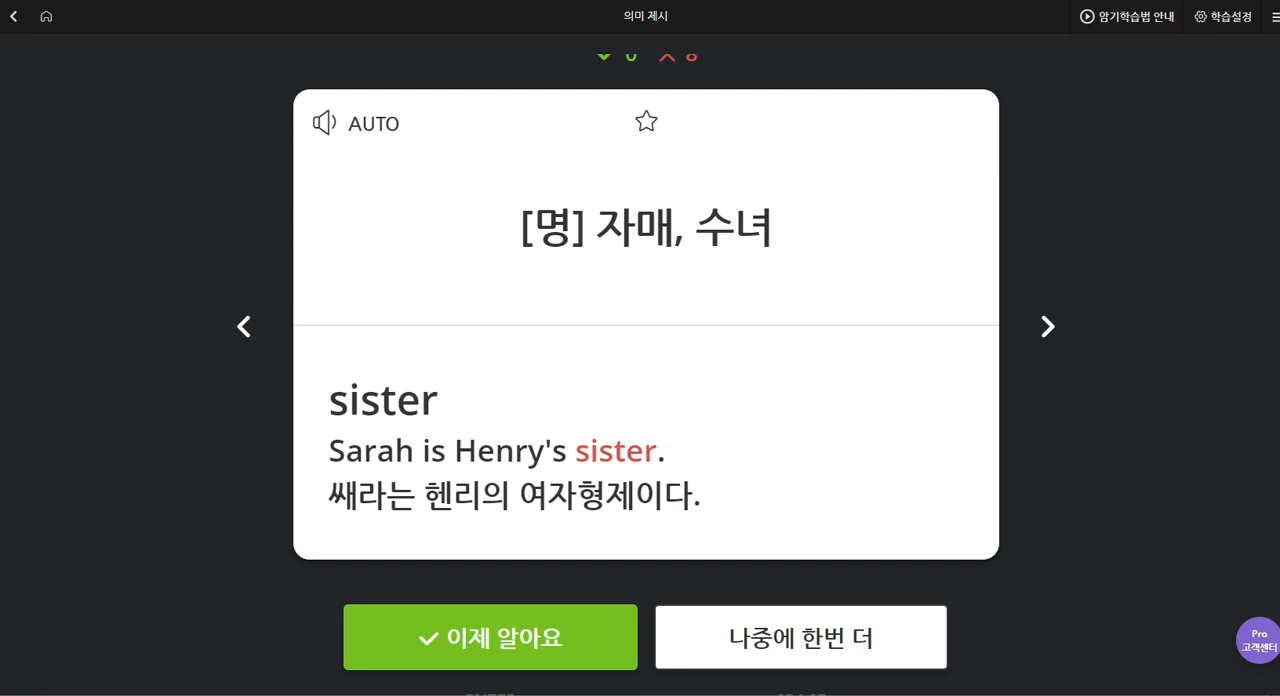 의미 제시
암기학습법 안내
학습설정
AUTO
[명] 자매, 수녀
sister
Sarah is Henry's sister.
쌔라는 헨리의 여자형제이다.
이제 알아요
나중에 한번 더
Pro
고객센터